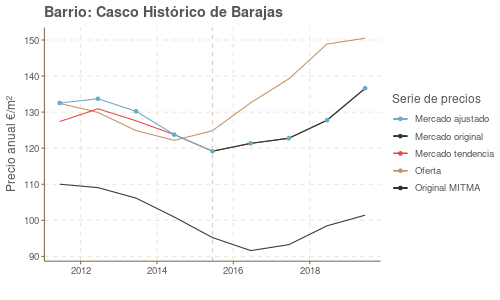 Barrio: Casco Histórico de Barajas
Precio anual €/m²
150
140
130
120
110
100
90
2012
2014
2016
2018
Serie de precios
Mercado ajustado
Mercado original
Mercado tendencia
Oferta
Original MITMA